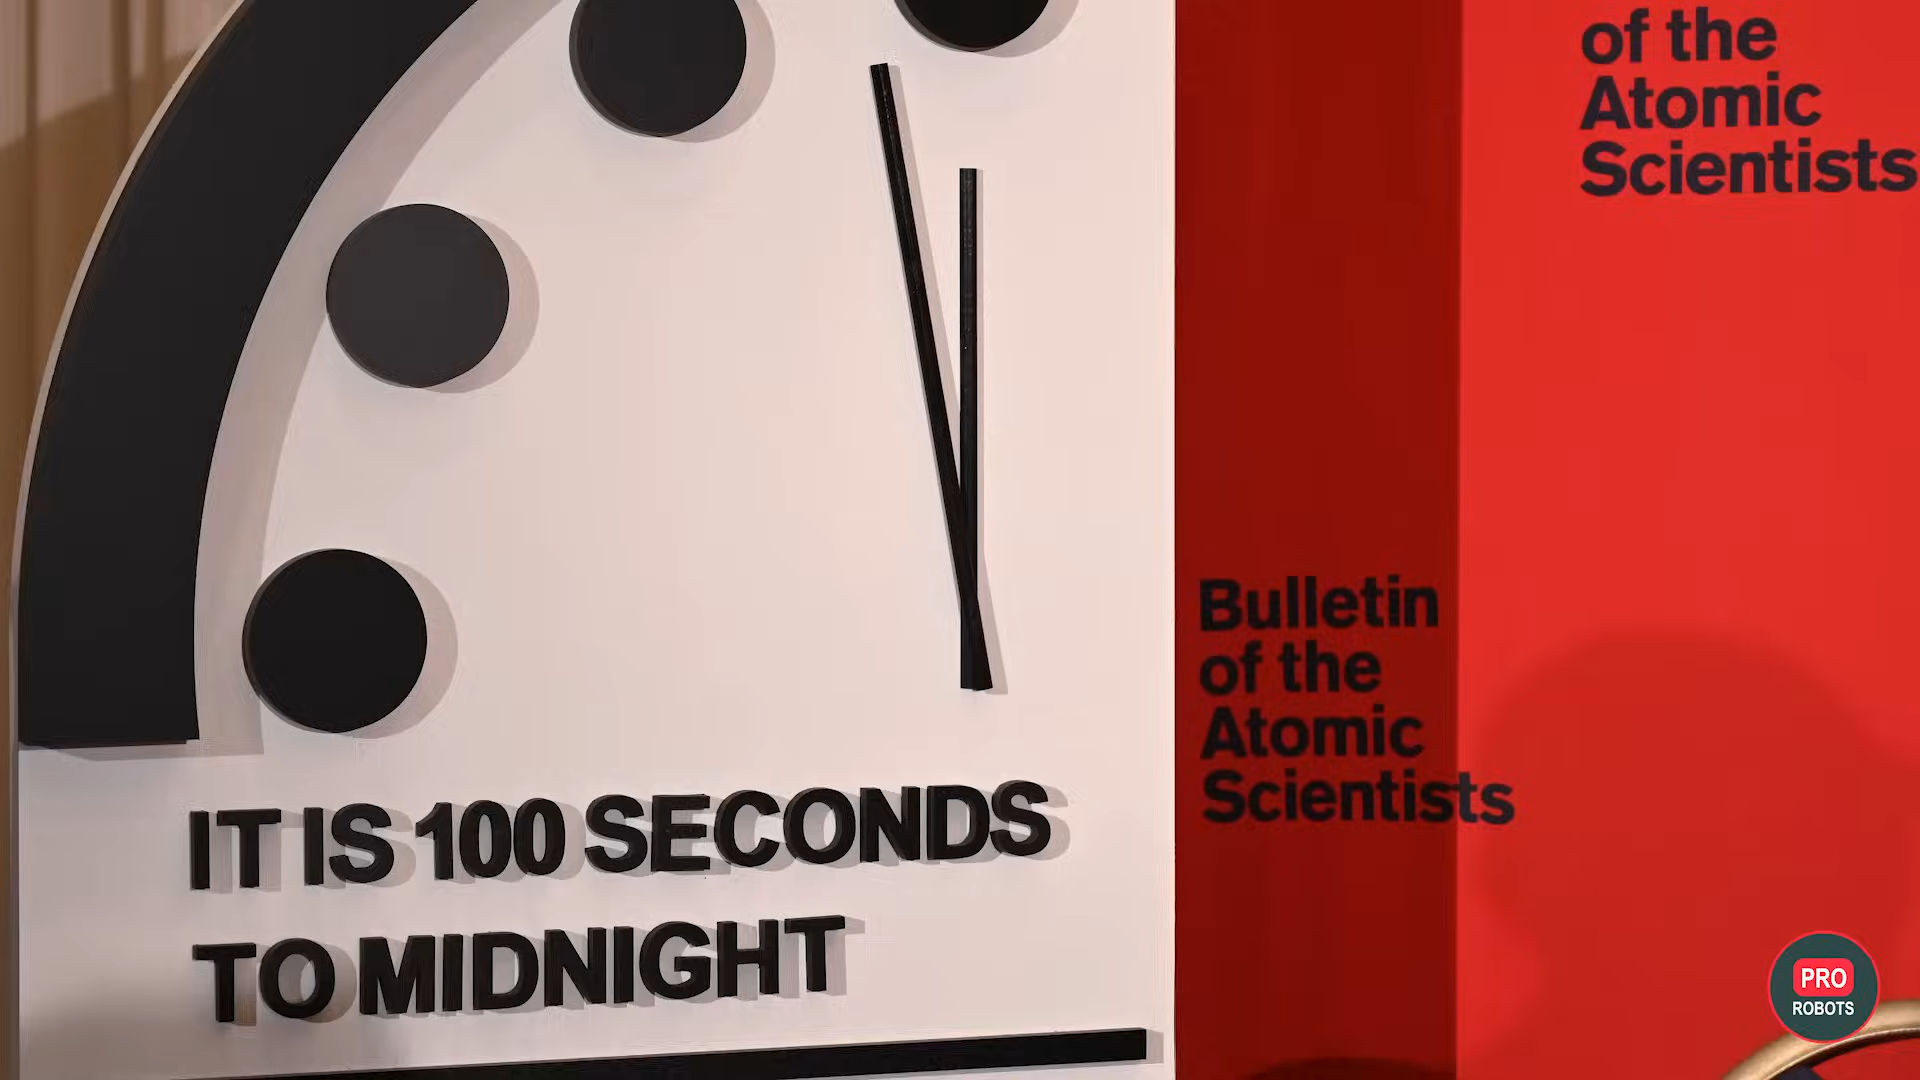 of the
Atomic
Scientists
Bulletin
of the
Atomic
Scientists
IT IS 100 SECONDS
TO MIDNIGHT
PRO
ROBOTS